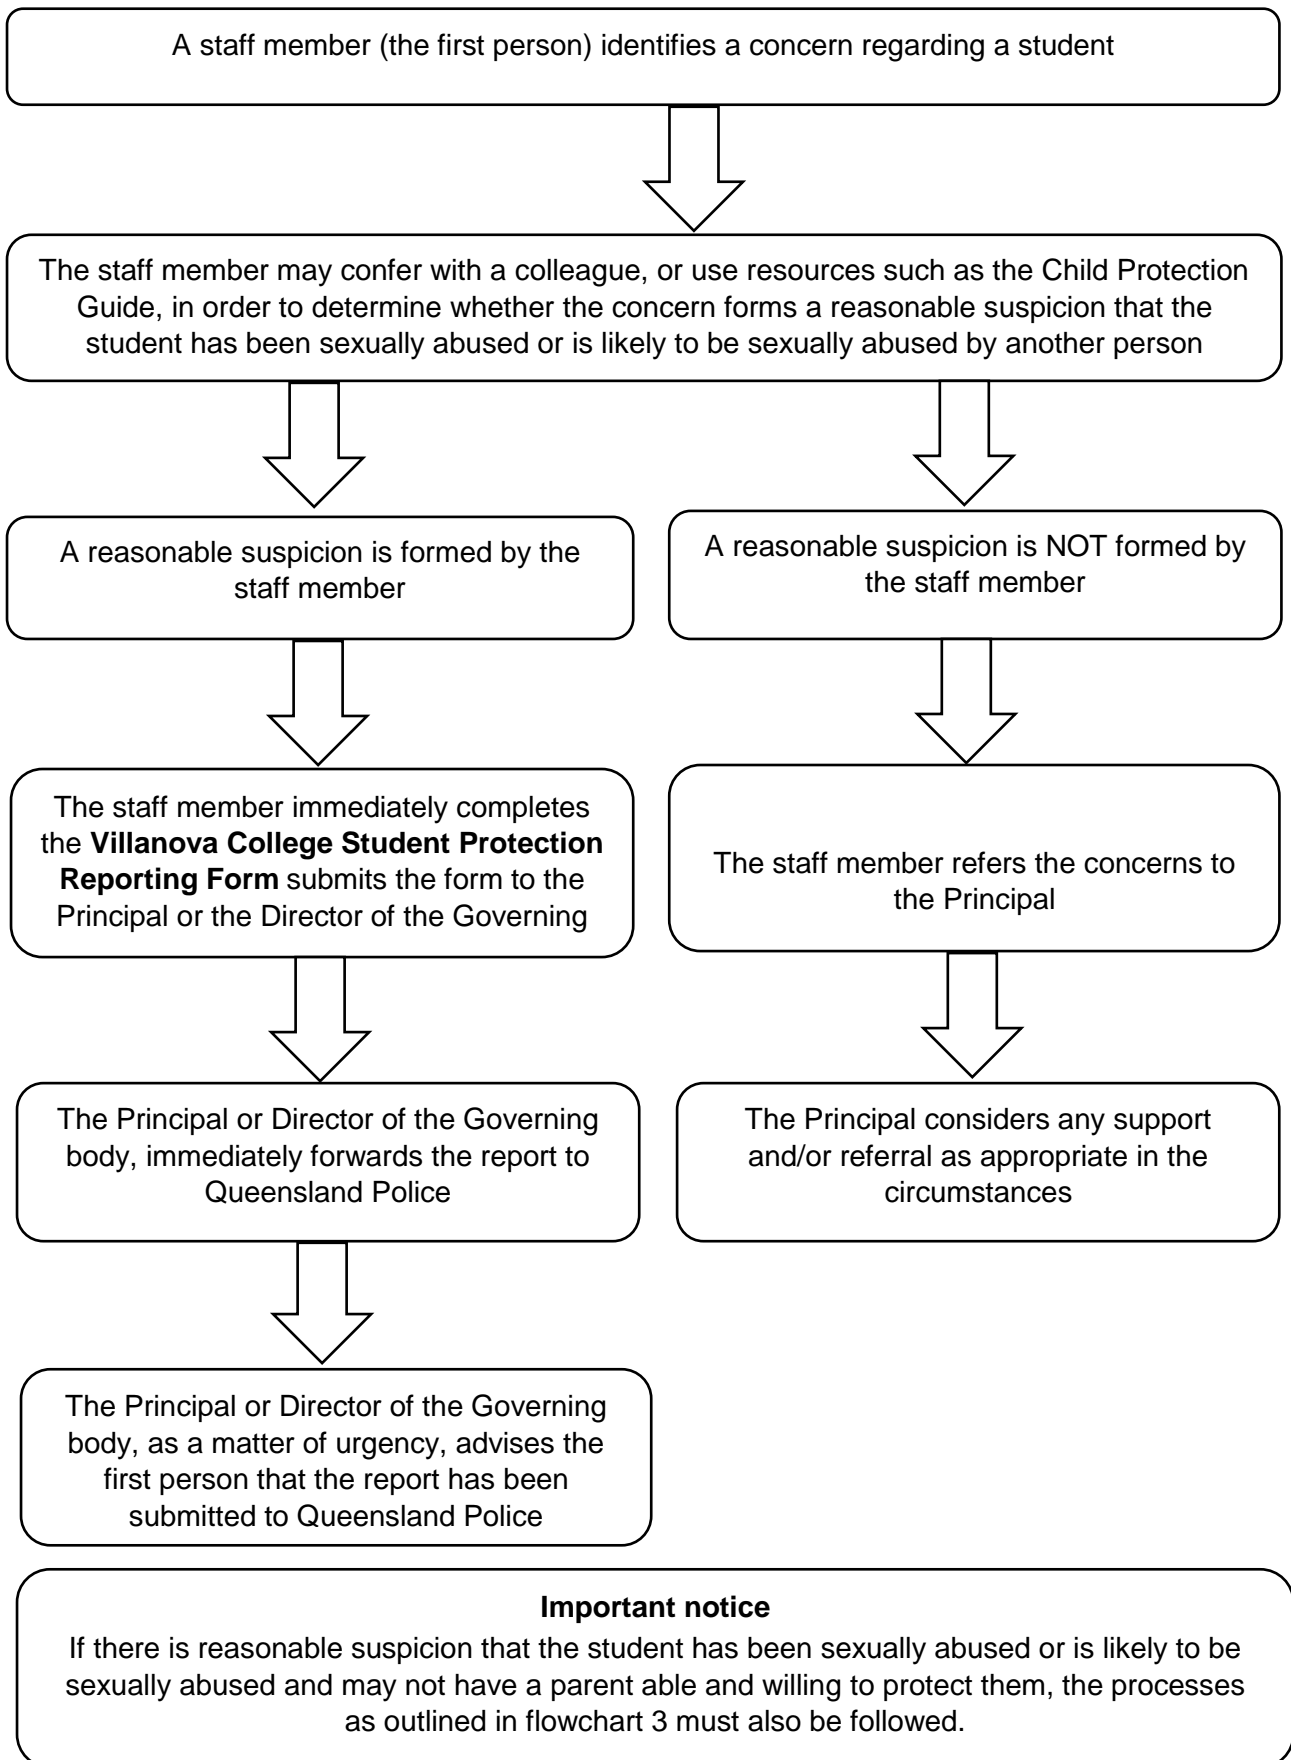 A staff member (the first person) identifies a concern regarding a student
The staff member may confer with a colleague, or use resources such as the Child Protection
Guide, in order to determine whether the concern forms a reasonable suspicion that the
student has been sexually abused or is likely to be sexually abused by another person
A reasonable suspicion is formed by the
staff member
A reasonable suspicion is NOT formed by
the staff member
The staff member immediately completes
the Villanova College Student Protection
Reporting Form submits the form to the
Principal or the Director of the Governing
The staff member refers the concerns to
the Principal
The Principal or Director of the Governing
body, immediately forwards the report to
Queensland Police
The Principal considers any support
and/or referral as appropriate in the
circumstances
The Principal or Director of the Governing
body, as a matter of urgency, advises the
first person that the report has been
submitted to Queensland Police
Important notice
If there is reasonable suspicion that the student has been sexually abused or is likely to be
sexually abused and may not have a parent able and willing to protect them, the processes
as outlined in flowchart 3 must also be followed.